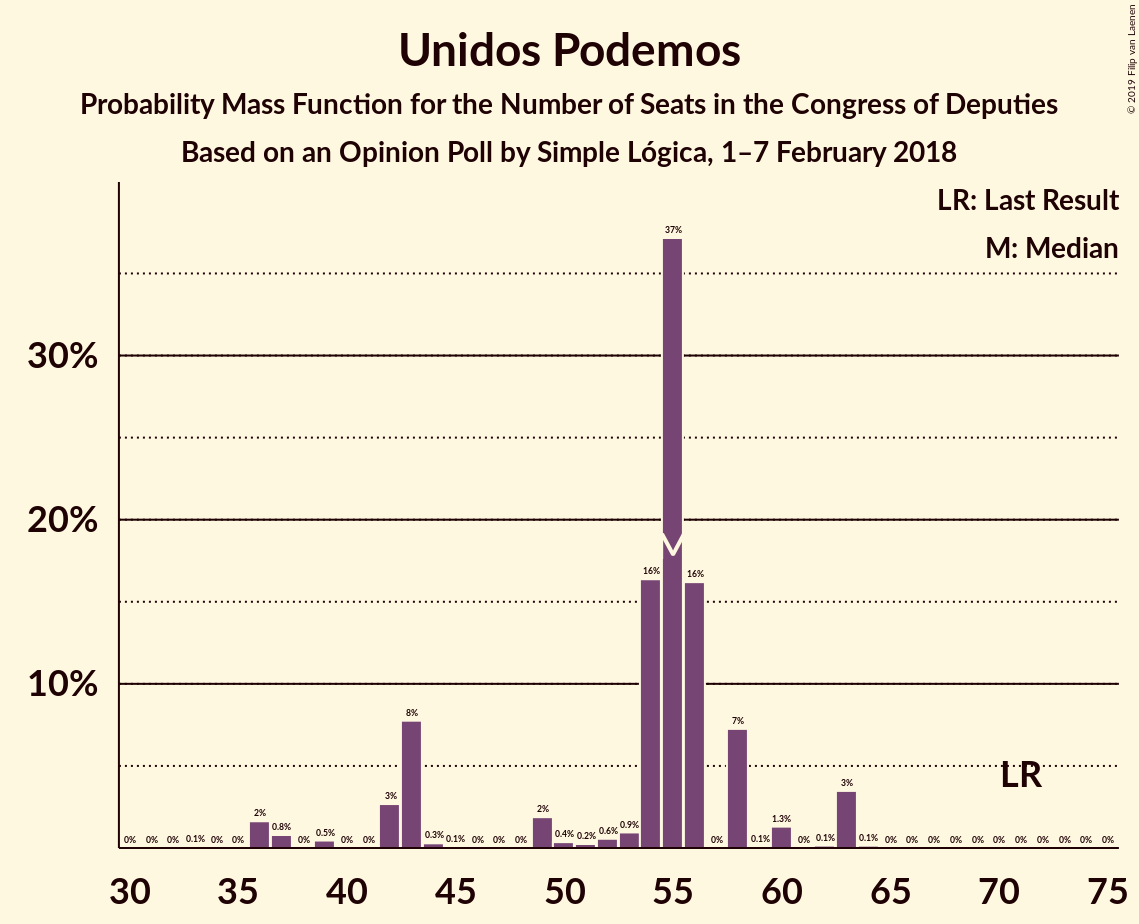 Unidos Podemos
Probability Mass Function for the Number of Seats in the Congress of Deputies
Based on an Opinion Poll by Simple Lógica, 1–7 February 2018
© 2019 Filip van Laenen
LR: Last Result
M: Median
30%
20%
10%
0% 0% 0% 0.1% 0% 0% 2% 0.8% 0% 0.5% 0% 0% 3% 8% 0.3% 0.1% 0% 0% 0% 2% 0.4% 0.2% 0.6% 0.9% 16% 37% 16% 0% 7% 0.1% 1.3% 0% 0.1% 3% 0.1% 0% 0% 0% 0% 0% 0% 0% 0% 0% 0% 0%
LR
30 35 40 45 50 55 60 65 70 75